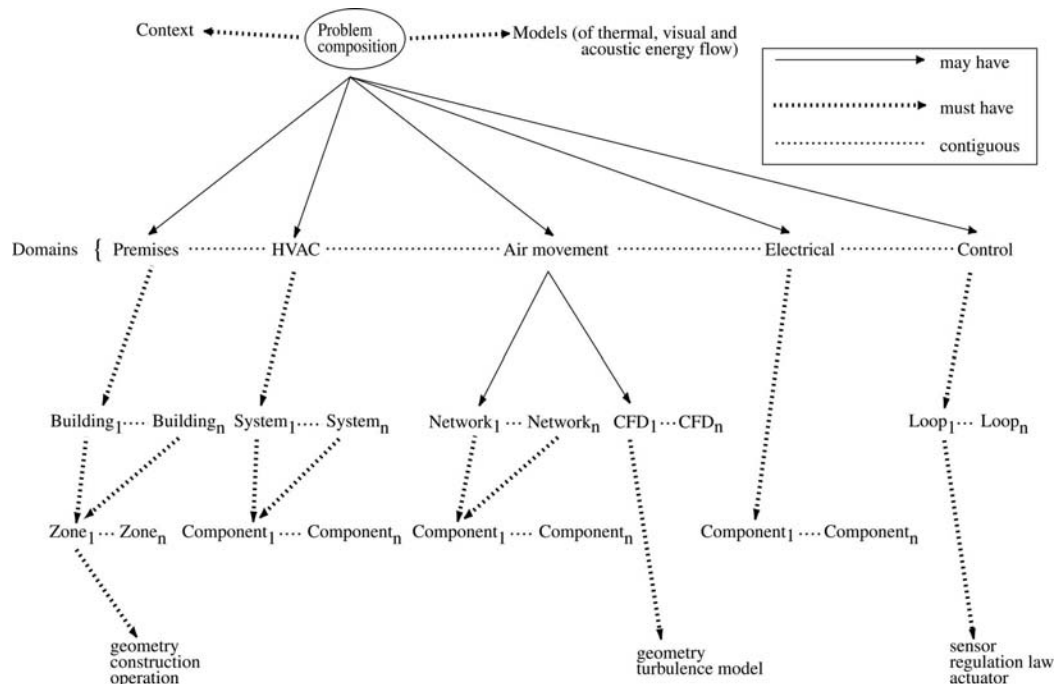 Context
Problem
composition
Models (of thermal, visual and
acoustic energy flow)
may have
must have
contiguous
Domains { Premises HVAC Air movement Electrical Control
Building1 Buildingn System1 Systemn Network1 Networkn CFD1 CFDn Loop1 Loopn
Zone1 Zonen Component1 Componentn Component1 Componentn Component1 Componentn
geometry
construction
operation
geometry
turbulence model
sensor
regulation law
actuator